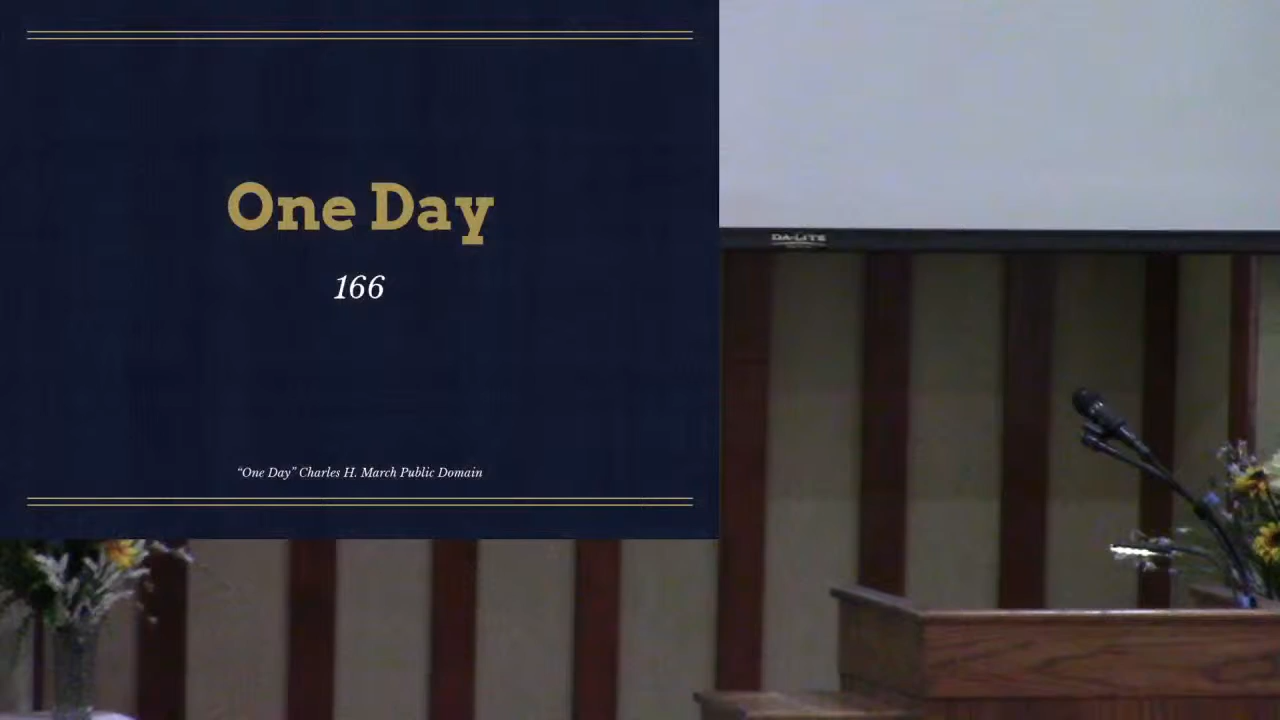 One Day
166
“One Day” Charles H. March Public Domain
DA-LITE